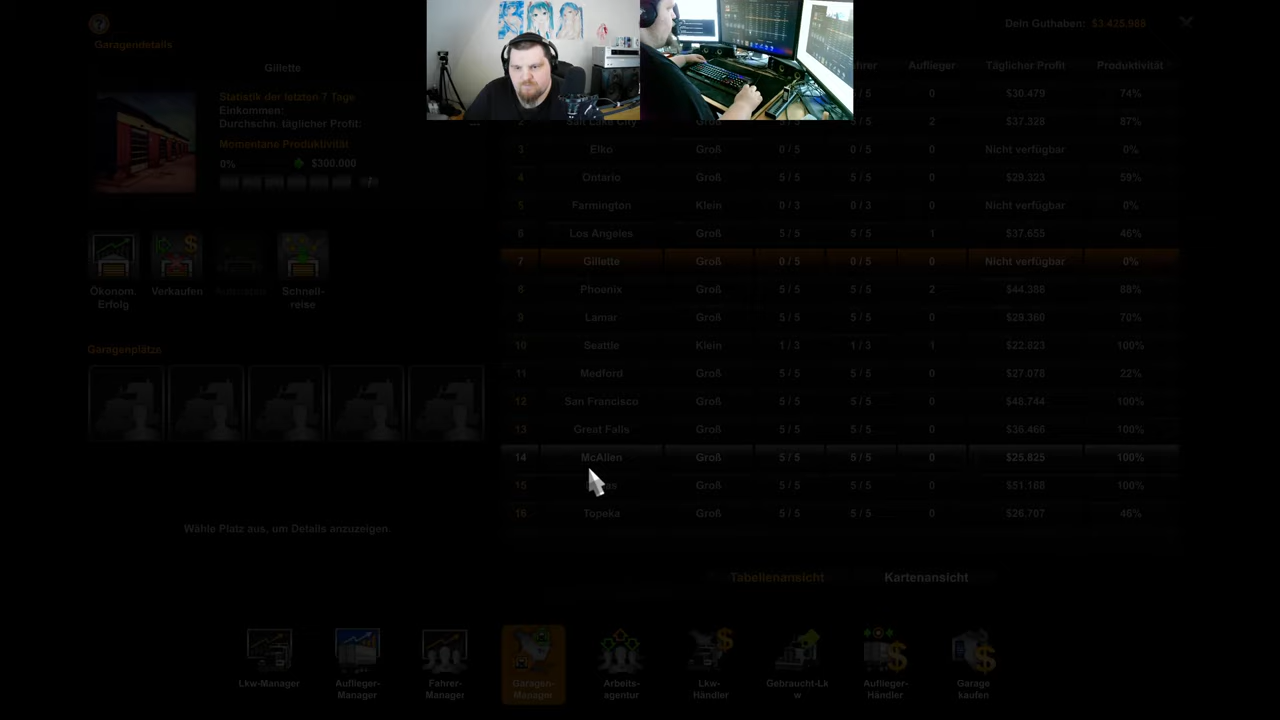 Dein Guthaben: $3 425.988
Garagendetails
Gillette
Statistik der letzten 7 Tage
Einkommen:
Durchschn. täglicher Profit:
Momentane Produktivität
0% $300.000
Ökonom. Erfolg
Verkaufen
Schnell-reise
Garagenplätze
Wähle Platz aus, um Details anzuzeigen.
Auflieger Täglicher Profit Produktivität
0 $30.479 74%
Salt Lake City Groß 5 / 5 5 / 5 2 $37.328 87%
3 Elko Groß 0 / 5 0 / 5 0 Nicht verfügbar 0%
4 Ontario Groß 5 / 5 5 / 5 0 $29.323 59%
5 Farmington Klein 0 / 3 0 / 3 0 Nicht verfügbar 0%
6 Los Angeles Groß 5 / 5 5 / 5 1 $37.655 46%
7 Gillette Groß 0 / 5 0 / 5 0 Nicht verfügbar 0%
8 Phoenix Groß 5 / 5 5 / 5 2 $44.388 88%
9 Lamar Groß 5 / 5 5 / 5 0 $29.360 70%
10 Seattle Klein 1 / 3 1 / 3 1 $22.823 100%
11 Medford Groß 5 / 5 5 / 5 0 $27.078 22%
12 San Francisco Groß 5 / 5 5 / 5 0 $48.744 100%
13 Great Falls Groß 5 / 5 5 / 5 0 $36.466 100%
14 McAllen Groß 5 / 5 5 / 5 0 $25.825 100%
15 Groß 5 / 5 5 / 5 0 $51.168 100%
16 Topeka Groß 5 / 5 5 / 5 0 $26.707 46%
Tabellenansicht Kartenansicht
Lkw-Manager
Auflieger-Manager
Fahrer-Manager
Garagen-Manager
Arbeits-agentur
Lkw-Händler
Gebraucht-Lkw
Auflieger-Händler
Garage kaufen